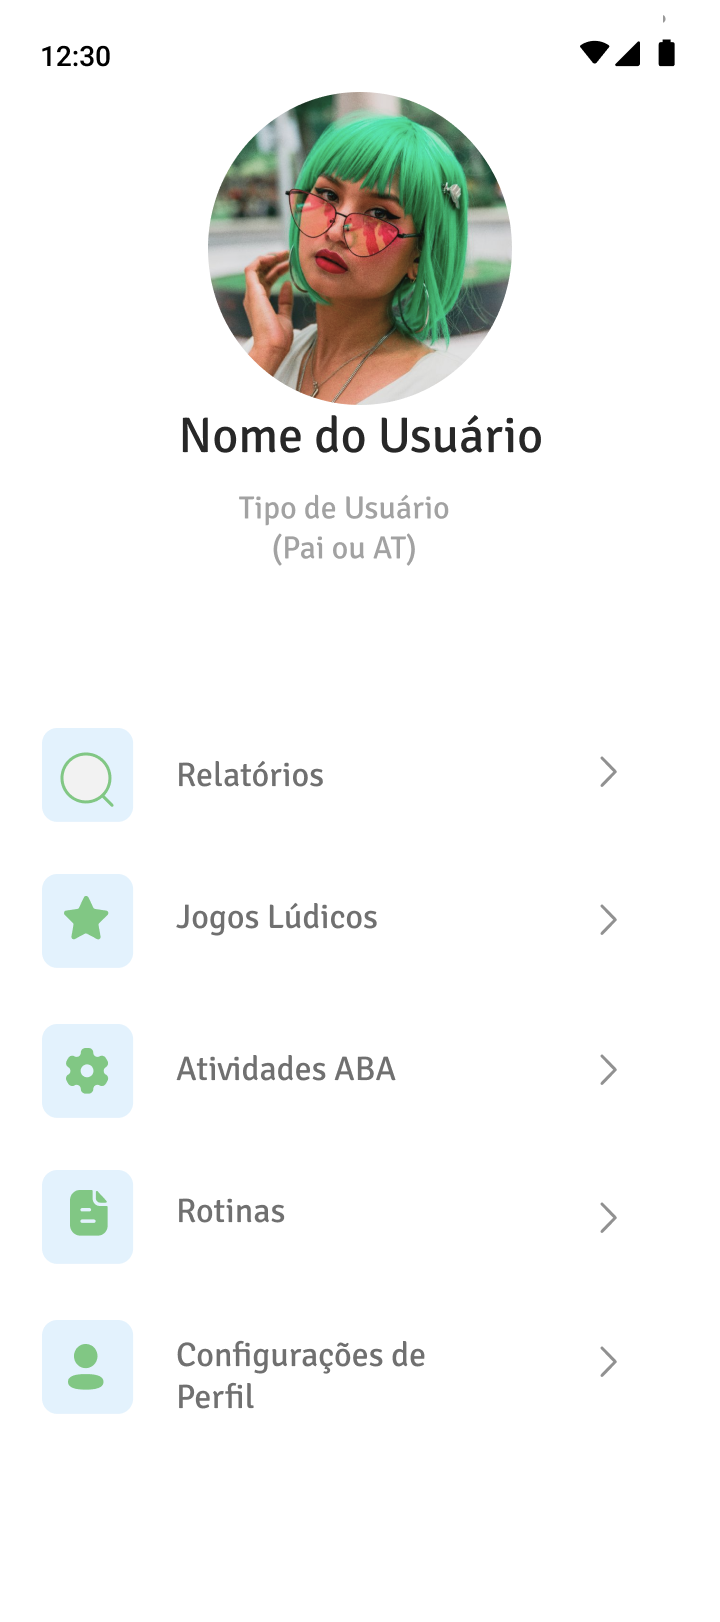 12:30
Nome do Usuário
Tipo de Usuário
(Pai ou AT)
Relatórios
Jogos Lúdicos
Atividades ABA
Rotinas
Configurações de
Perfil